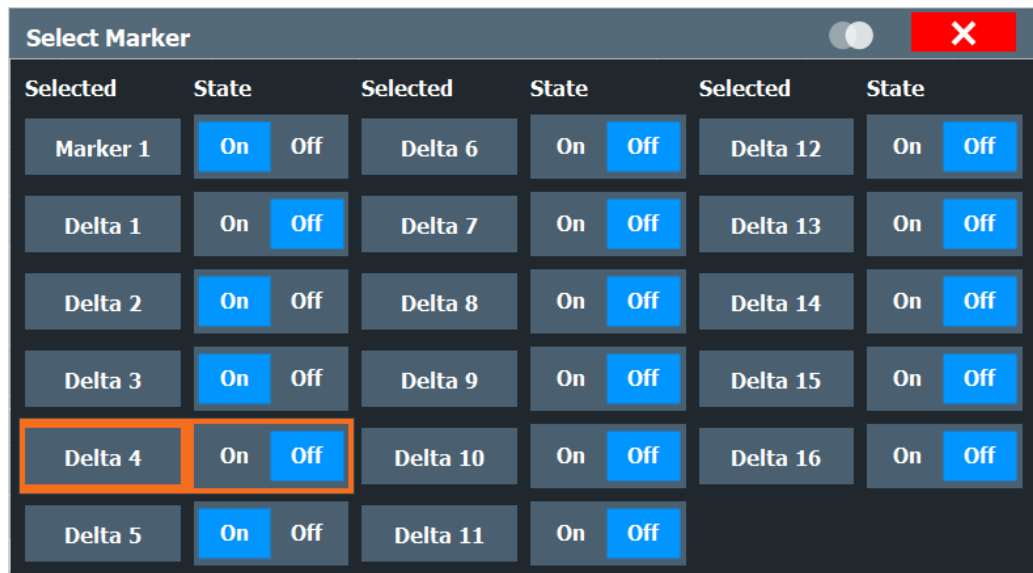 Select Marker
Selected State Selected State Selected State
Marker 1 On Off Delta 6 On Off Delta 12 On Off
Delta 1 On Off Delta 7 On Off Delta 13 On Off
Delta 2 On Off Delta 8 On Off Delta 14 On Off
Delta 3 On Off Delta 9 On Off Delta 15 On Off
Delta 4 On Off Delta 10 On Off Delta 16 On Off
Delta 5 On Off Delta 11 On Off